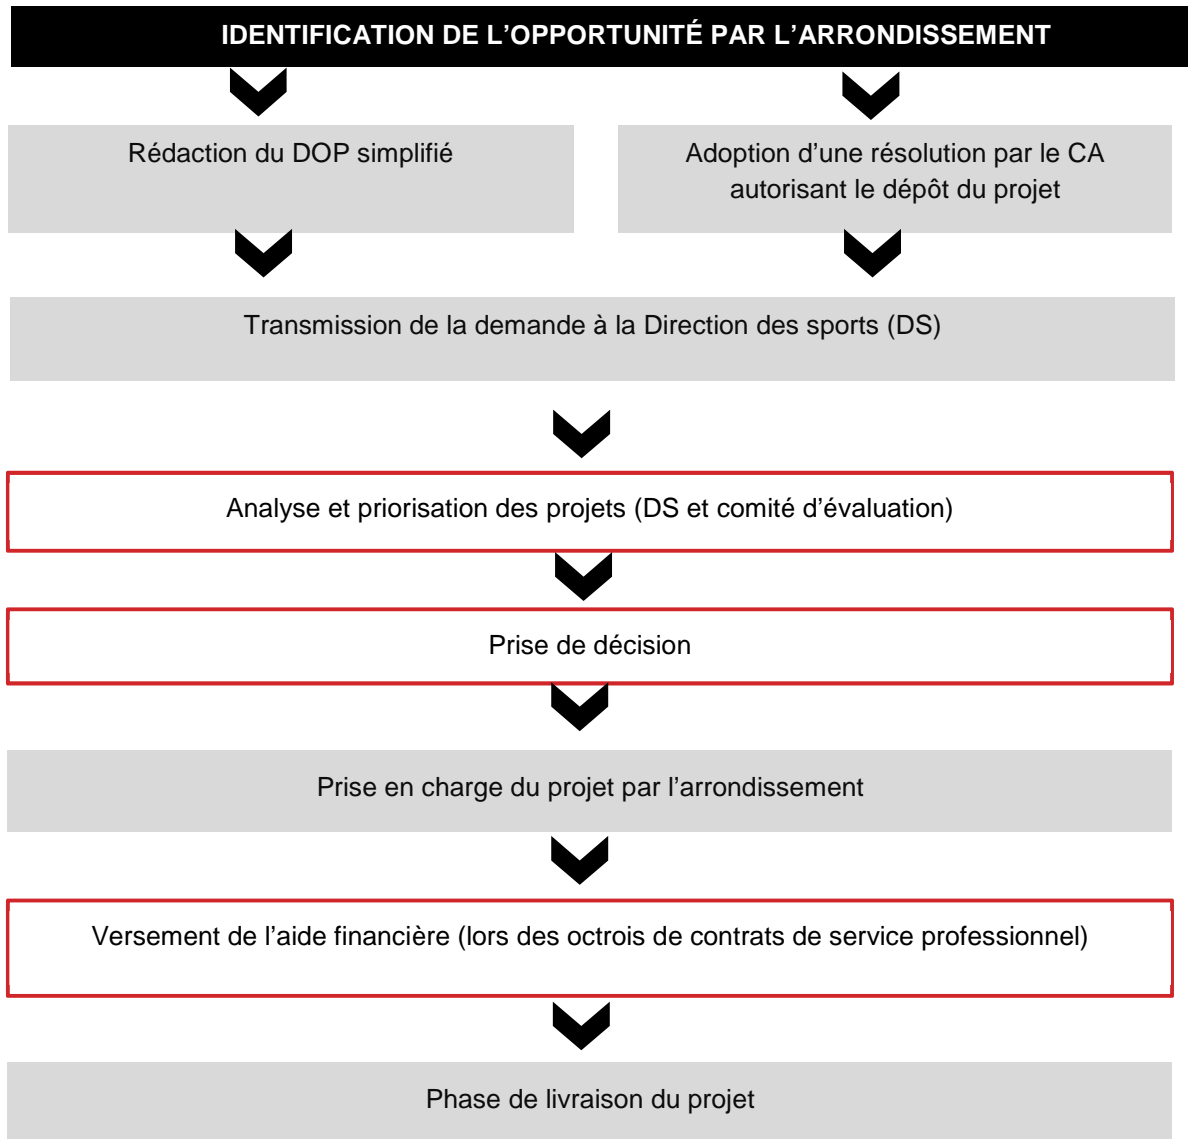 IDENTIFICATION DE L’OPPORTUNITÉ PAR L’ARRONDISSEMENT
Rédaction du DOP simplifié
Adoption d’une résolution par le CA
autorisant le dépôt du projet
Transmission de la demande à la Direction des sports (DS)
Analyse et priorisation des projets (DS et comité d’évaluation)
Prise de décision
Prise en charge du projet par l’arrondissement
Versement de l’aide financière (lors des octrois de contrats de service professionnel)
Phase de livraison du projet